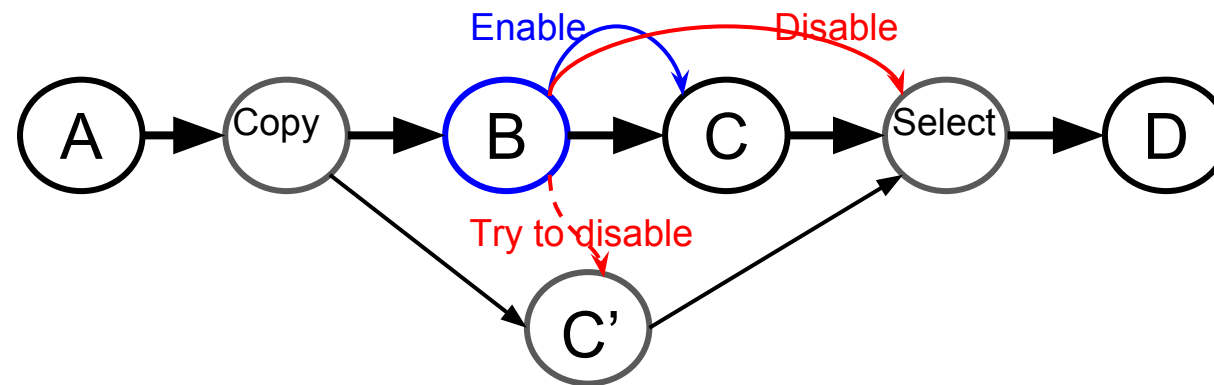 Enable
Disable
A
Copy
B
C
Select
D
Try to disable
C’